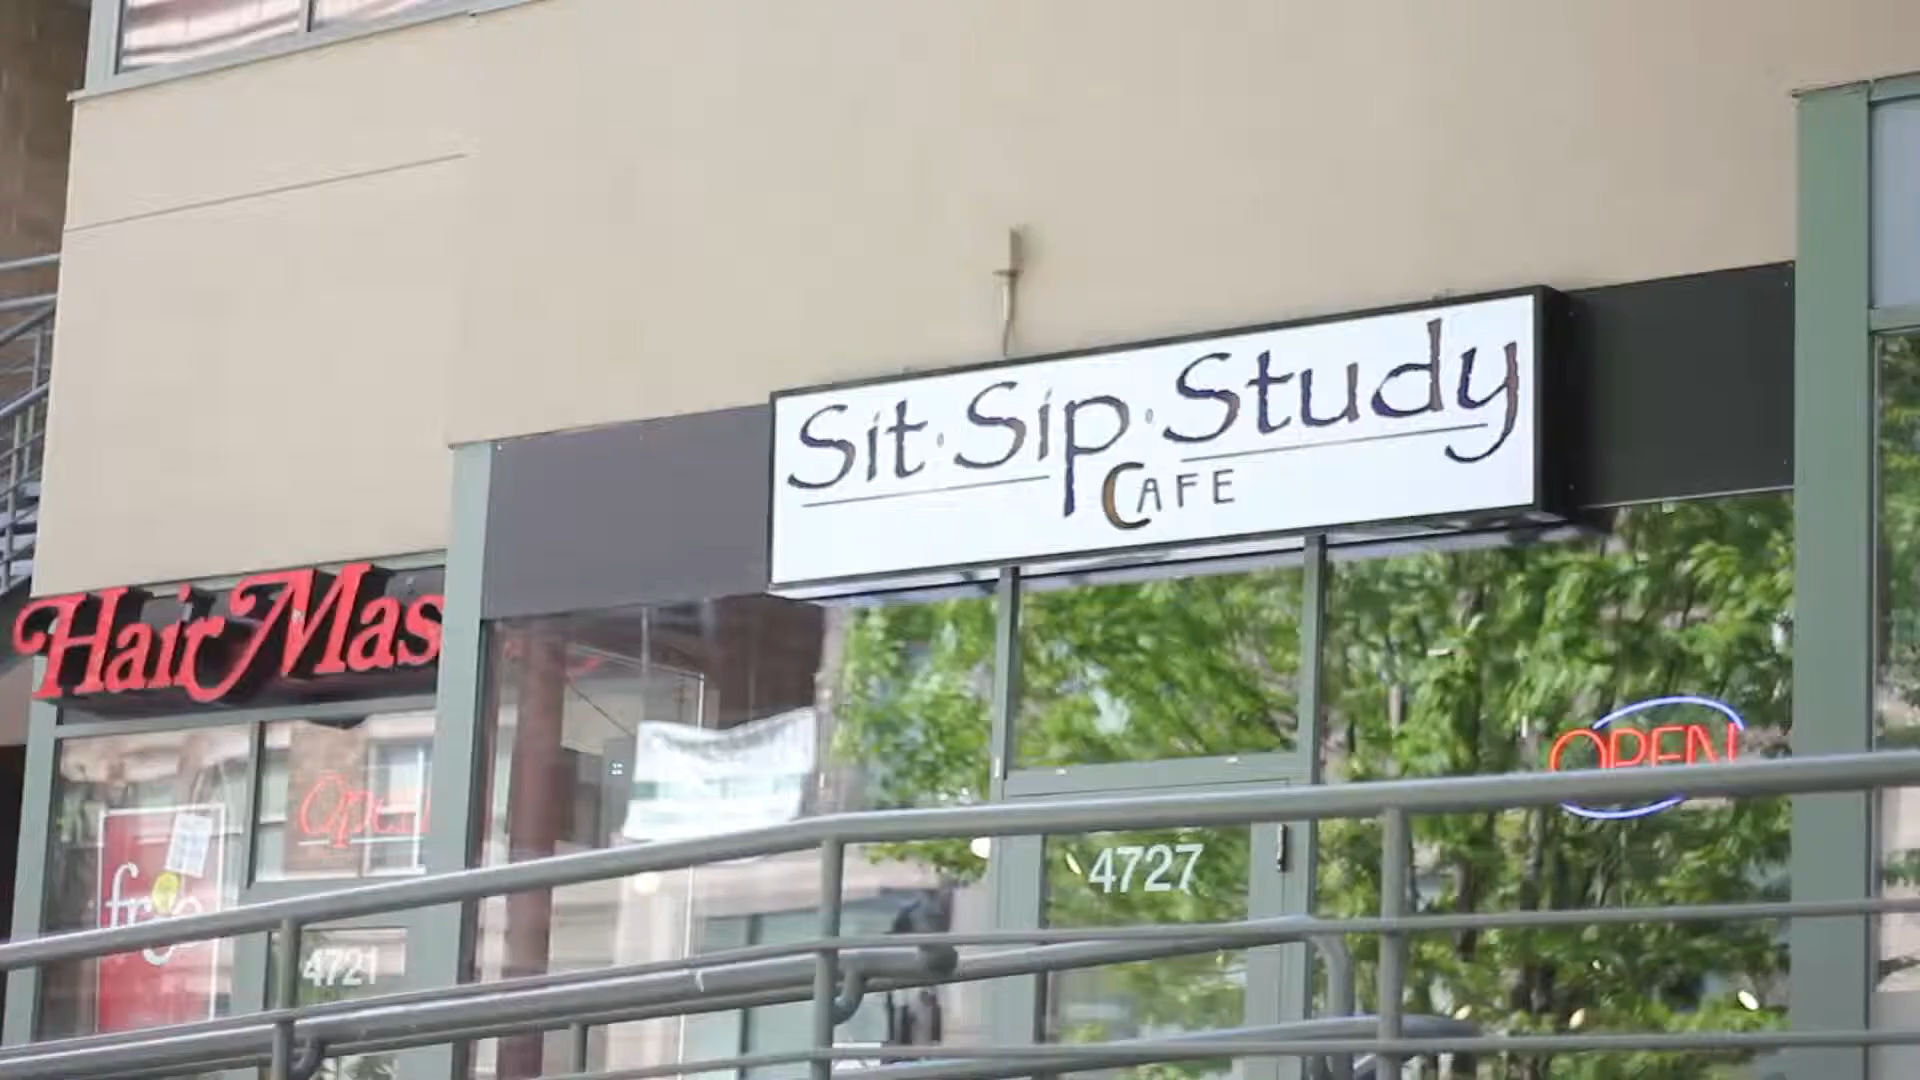 Sit·Sip·Study
CAFE
Hair Mas
OPEN
Open
4727
4721